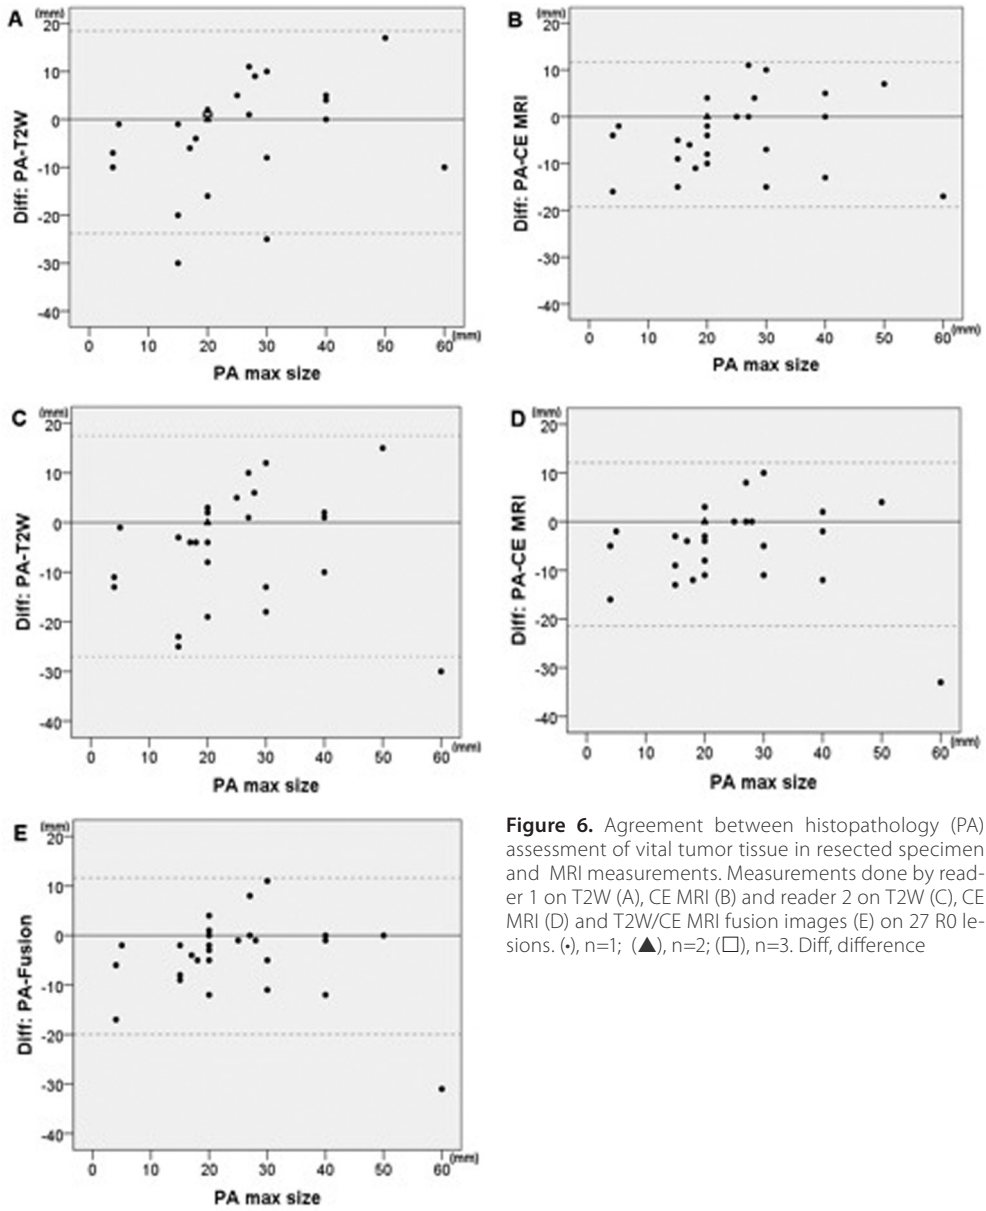 A
(mm)
20
10
0
-10
-20
-30
-40
Diff: PA-T2W
0 10 20 30 40 50 60 (mm)
PA max size
B
(mm)
20
10
0
-10
-20
-30
-40
Diff: PA-CE MRI
0 10 20 30 40 50 60 (mm)
PA max size
C
(mm)
20
10
0
-10
-20
-30
-40
Diff: PA-T2W
0 10 20 30 40 50 60 (mm)
PA max size
D
(mm)
20
10
0
-10
-20
-30
-40
Diff: PA-CE MRI
0 10 20 30 40 50 60 (mm)
PA max size
E
(mm)
20
10
0
-10
-20
-30
-40
Diff: PA-Fusion
0 10 20 30 40 50 60 (mm)
PA max size
Figure 6. Agreement between histopathology (PA)
assessment of vital tumor tissue in resected specimen
and MRI measurements. Measurements done by read-
er 1 on T2W (A), CE MRI (B) and reader 2 on T2W (C), CE
MRI (D) and T2W/CE MRI fusion images (E) on 27 R0 le-
sions. (•), n=1; (▲), n=2; (□), n=3. Diff, difference